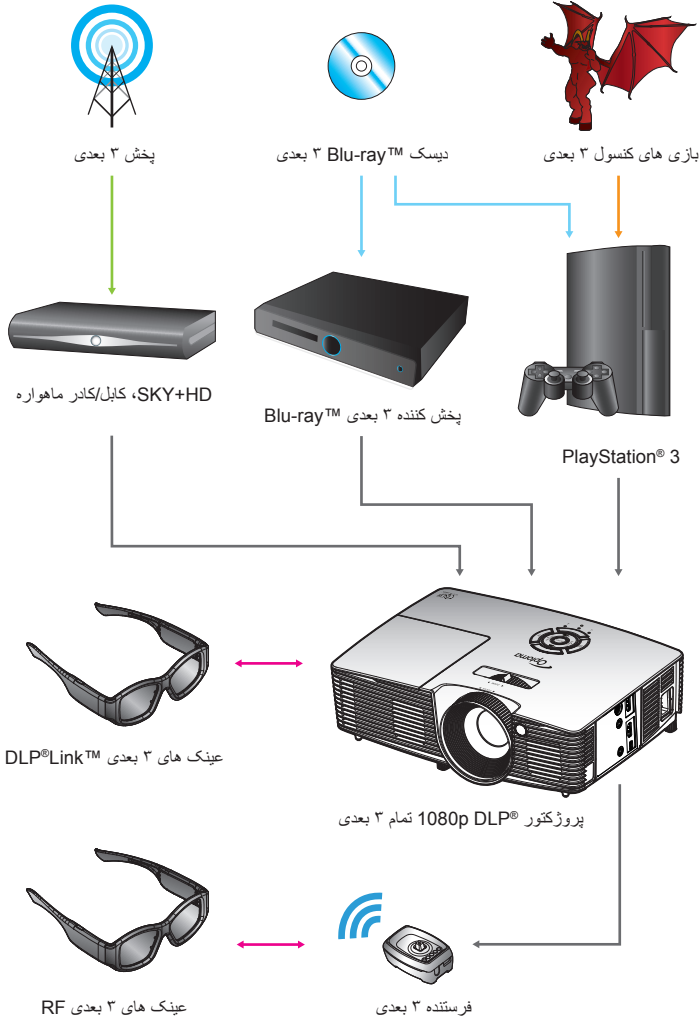 بازی های کنسول ۳ بعدی
دیسک Blu-ray™ ۳ بعدی
پخش ۳ بعدی
SKY+HD، کابل/کادر ماهواره
پخش کننده ۳ بعدی Blu-ray™
PlayStation® 3
Optoma
عینک های ۳ بعدی DLP®Link™
پروژکتور 1080p DLP® تمام ۳ بعدی
فرستنده ۳ بعدی
عینک های ۳ بعدی RF